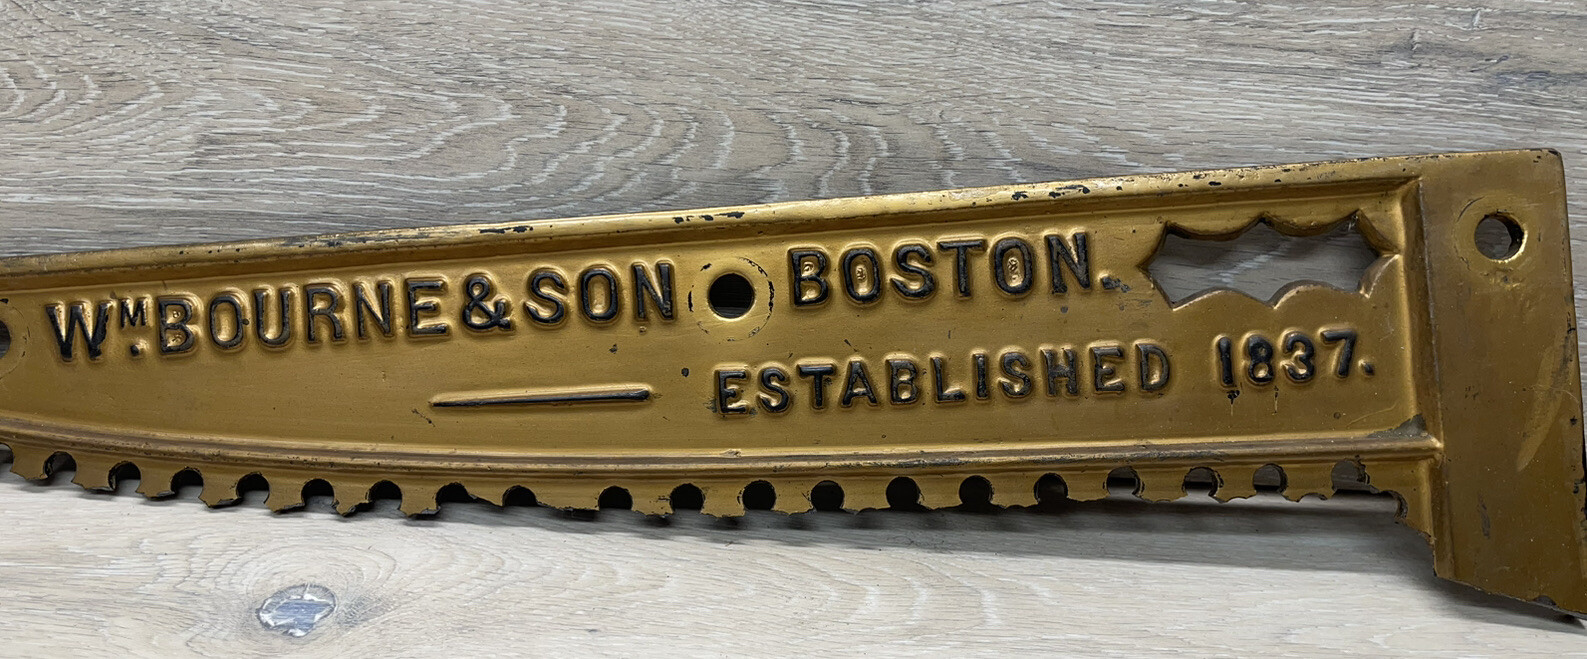 Wᴹ. BOURNE & SON BOSTON.
ESTABLISHED 1837.